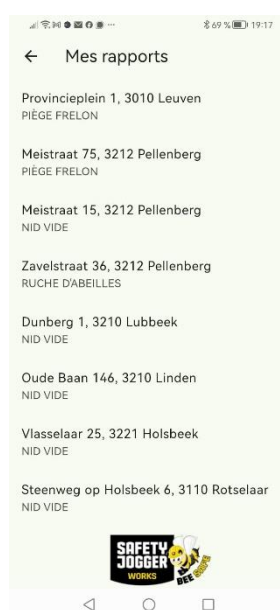 69 % 19:17
← Mes rapports
Provincieplein 1, 3010 Leuven
PIÈGE FRELON
Meistraat 75, 3212 Pellenberg
PIÈGE FRELON
Meistraat 15, 3212 Pellenberg
NID VIDE
Zavelstraat 36, 3212 Pellenberg
RUCHE D'ABEILLES
Dunberg 1, 3210 Lubbeek
NID VIDE
Oude Baan 146, 3210 Linden
NID VIDE
Vlasselaar 25, 3221 Holsbeek
NID VIDE
Steenweg op Holsbeek 6, 3110 Rotselaar
NID VIDE
SAFETY
JOGGER
WORKS
BEE SAFE